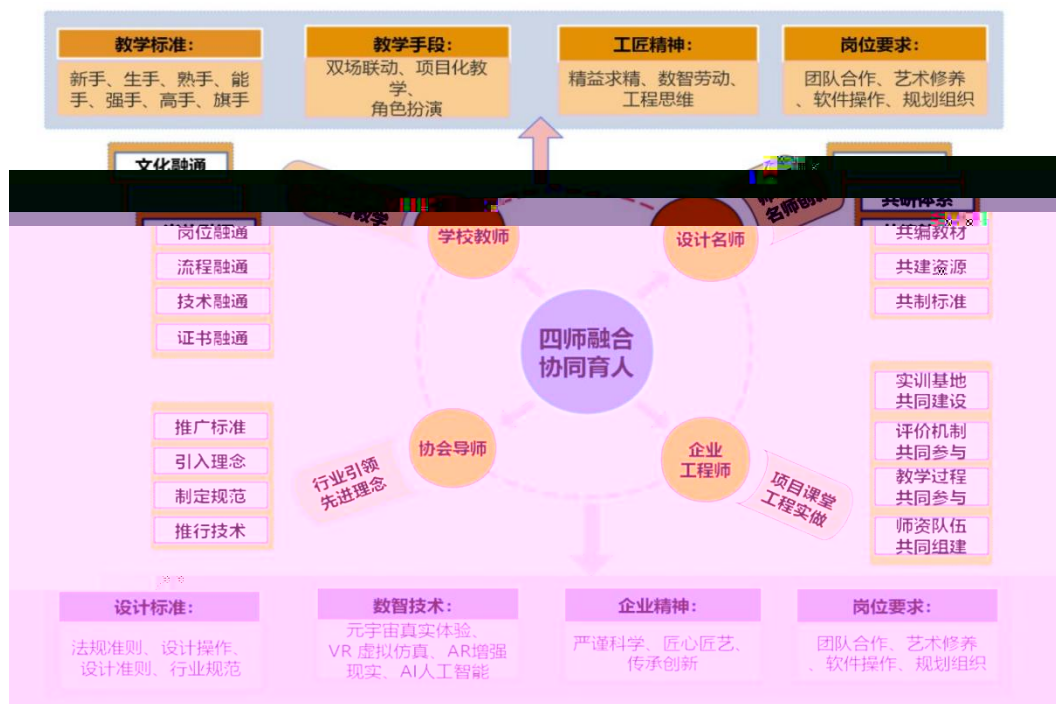 教学标准：
新手、生手、熟手、能
手、强手、高手、旗手
教学手段：
双场联动、项目化教
学、
角色扮演
工匠精神：
精益求精、数智劳动、
工程思维
岗位要求：
团队合作、艺术修养
、软件操作、规划组织
文化融通
岗位融通
流程融通
技术融通
证书融通
教学
学校教师
设计名师
名师创
共研体系
共编教材
共建资源
共制标准
四师融合
协同育人
推广标准
引入理念
制定规范
推行技术
行业引领
先进理念
协会导师
企业
工程师
项目课堂
工程实做
实训基地
共同建设
评价机制
共同参与
教学过程
共同参与
师资队伍
共同组建
设计标准：
法规准则、设计操作、
设计准则、行业规范
数智技术：
元宇宙真实体验、
VR 虚拟仿真、AR增强
现实、AI人工智能
企业精神：
严谨科学、匠心匠艺、
传承创新
岗位要求：
团队合作、艺术修养
、软件操作、规划组织